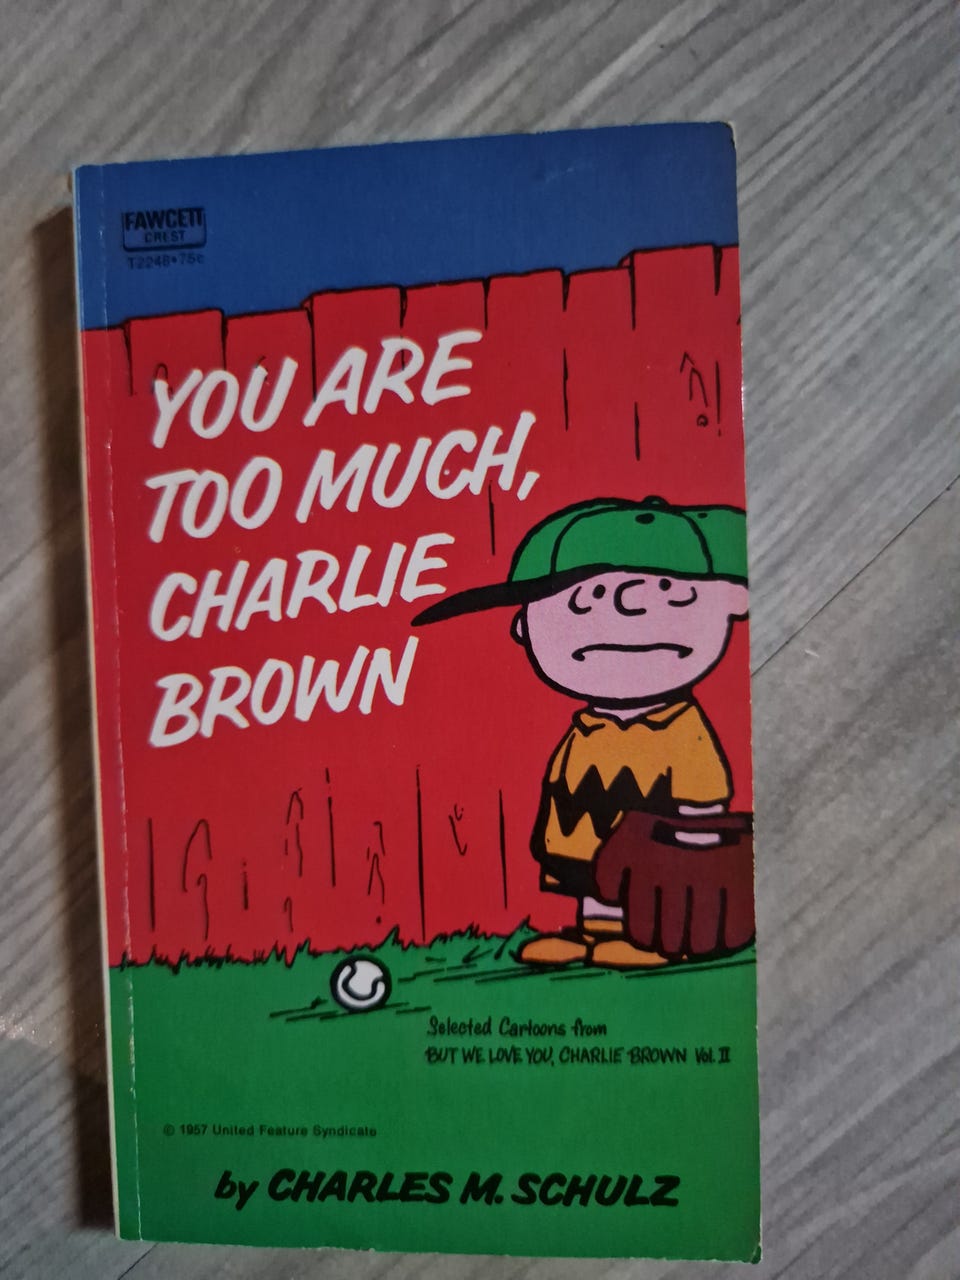 FAWCETT
CREST
T2248•75c
YOU ARE
TOO MUCH,
CHARLIE
BROWN
Selected Cartoons from
BUT WE LOVE YOU, CHARLIE BROWN Vol. II
© 1957 United Feature Syndicate
by CHARLES M. SCHULZ